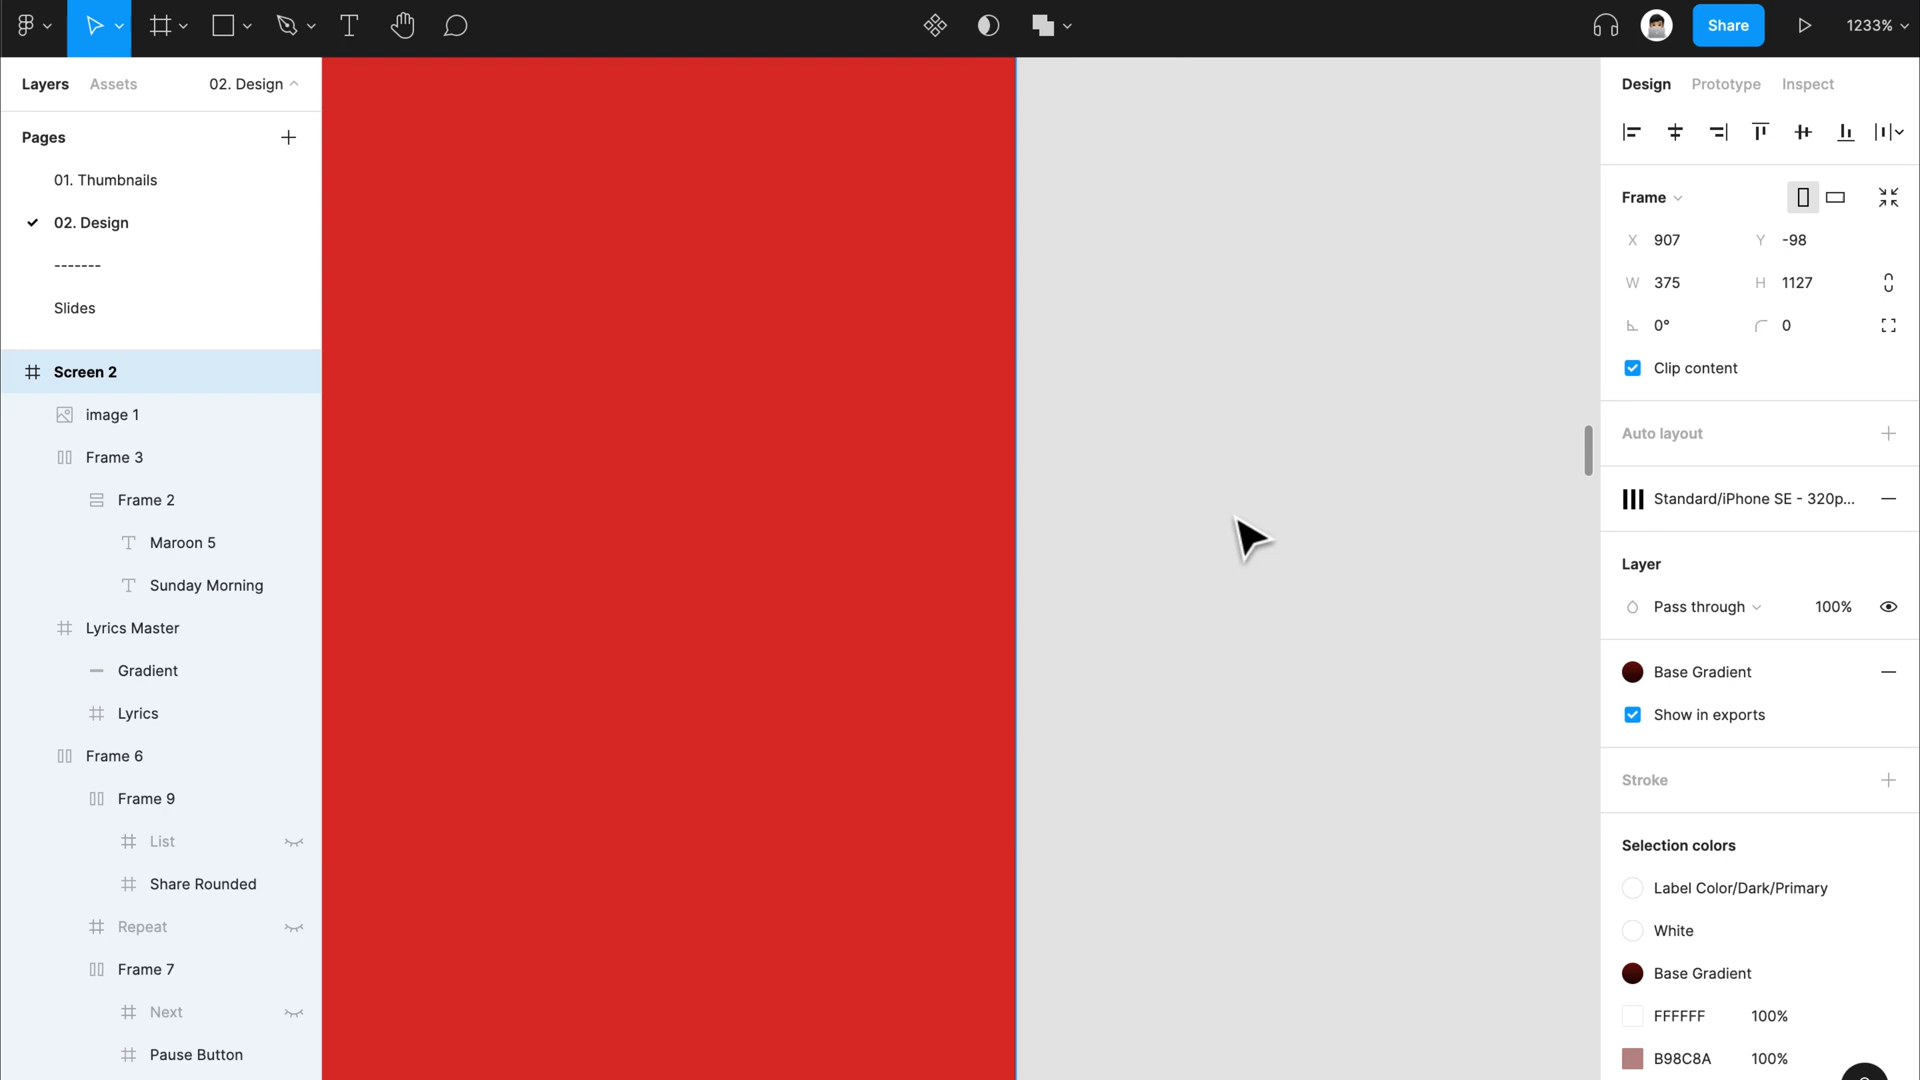 Share
1233%
Layers
Assets
02. Design
Pages
01. Thumbnails
02. Design
-------
Slides
Screen 2
image 1
Frame 3
Frame 2
Maroon 5
Sunday Morning
Lyrics Master
Gradient
Lyrics
Frame 6
Frame 9
List
Share Rounded
Repeat
Frame 7
Next
Pause Button
Design
Prototype
Inspect
Frame
X 907
Y -98
W 375
H 1127
0°
0
Clip content
Auto layout
Standard/iPhone SE - 320p...
Layer
Pass through
100%
Base Gradient
Show in exports
Stroke
Selection colors
Label Color/Dark/Primary
White
Base Gradient
FFFFFF 100%
B98C8A 100%